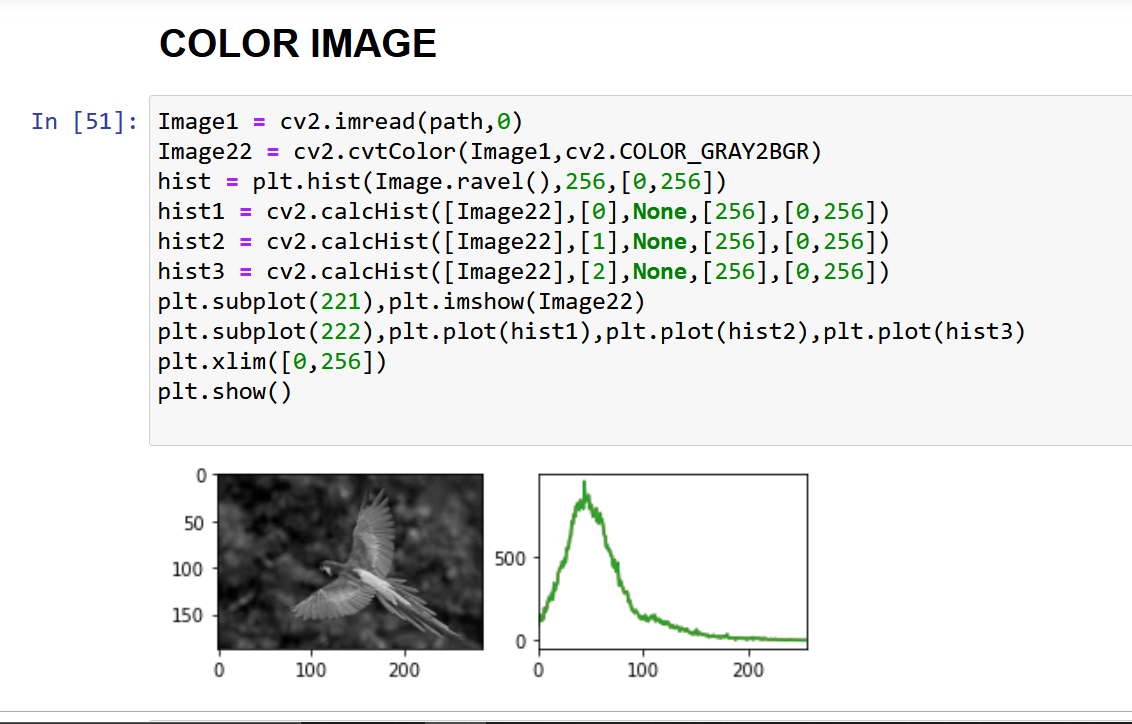 COLOR IMAGE
In [51]:
Image1 = cv2.imread(path,0)
Image22 = cv2.cvtColor(Image1,cv2.COLOR_GRAY2BGR)
hist = plt.hist(Image.ravel(),256,[0,256])
hist1 = cv2.calcHist([Image22],[0],None,[256],[0,256])
hist2 = cv2.calcHist([Image22],[1],None,[256],[0,256])
hist3 = cv2.calcHist([Image22],[2],None,[256],[0,256])
plt.subplot(221),plt.imshow(Image22)
plt.subplot(222),plt.plot(hist1),plt.plot(hist2),plt.plot(hist3)
plt.xlim([0,256])
plt.show()
0
50
100
150
0 100 200
500
0
0 100 200